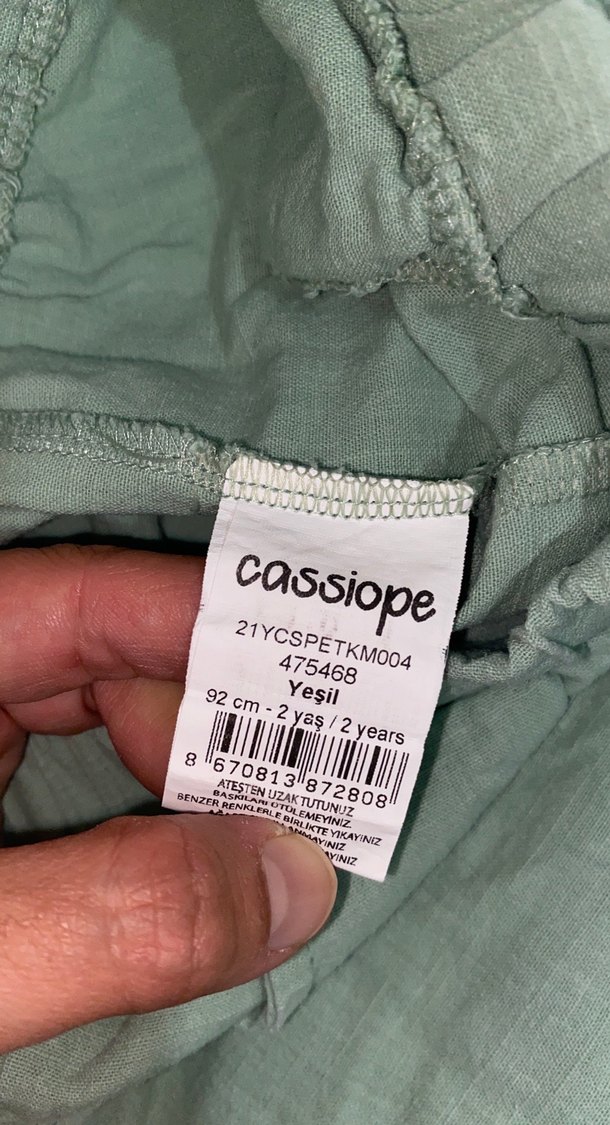 cassiope
21YCSPETKM004
475468
Yeşil
92 cm - 2 yaş / 2 years
8 670813 872808
ATEŞTEN UZAK TUTUNUZ
BASKILARI ÜTÜLEMEYİNİZ
BENZER RENKLERLE BİRLİKTE YIKAYINIZ